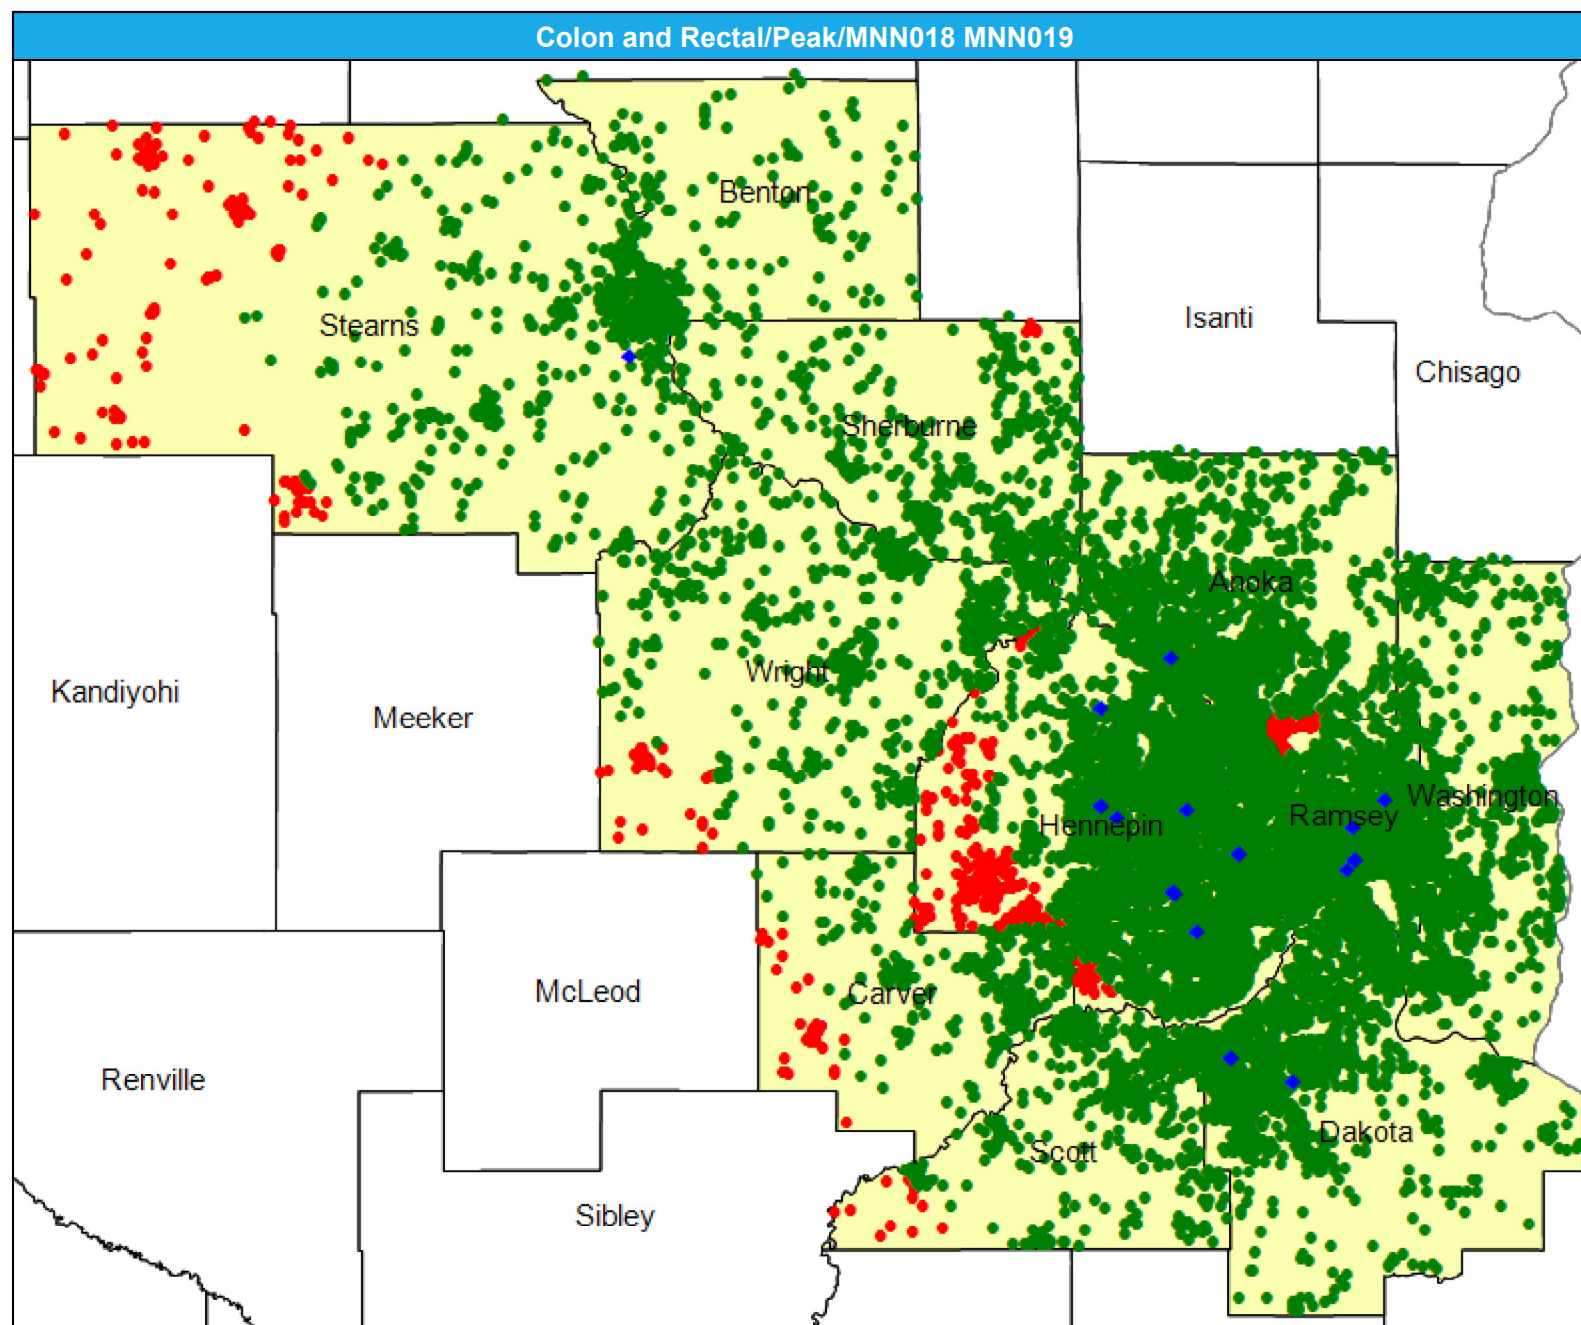 Colon and Rectal/Peak/MNN018 MNN019
Benton
Isanti
Stearns
Chisago
Sherburne
Anoka
Wright
Kandiyohi
Meeker
Washington
Ramsey
Hennepin
McLeod
Carver
Renville
Dakota
Scott
Sibley